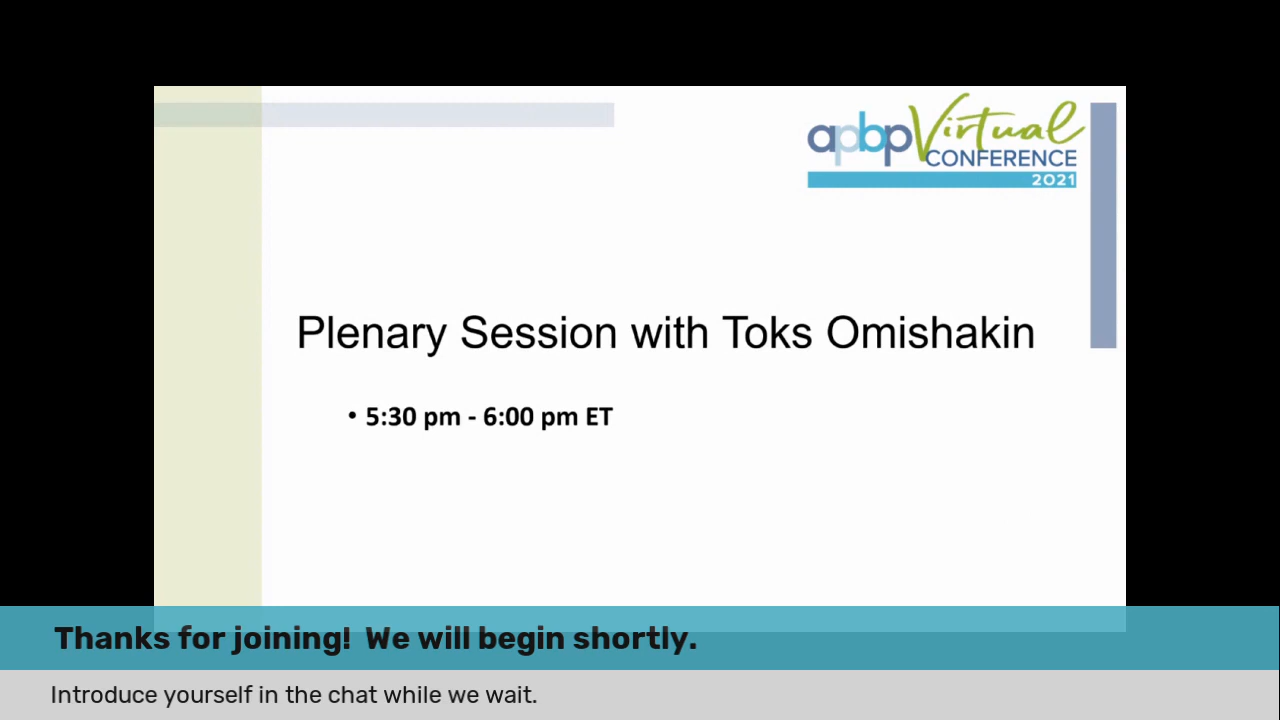 apbp Virtual
CONFERENCE
2021
Plenary Session with Toks Omishakin
• 5:30 pm - 6:00 pm ET
Thanks for joining! We will begin shortly.
Introduce yourself in the chat while we wait.